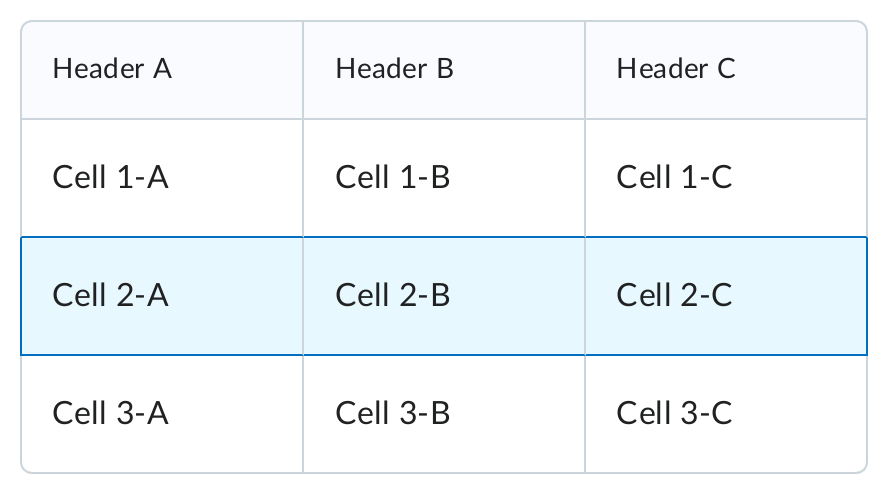 Header A Header B Header C
Cell 1-A Cell 1-B Cell 1-C
Cell 2-A Cell 2-B Cell 2-C
Cell 3-A Cell 3-B Cell 3-C